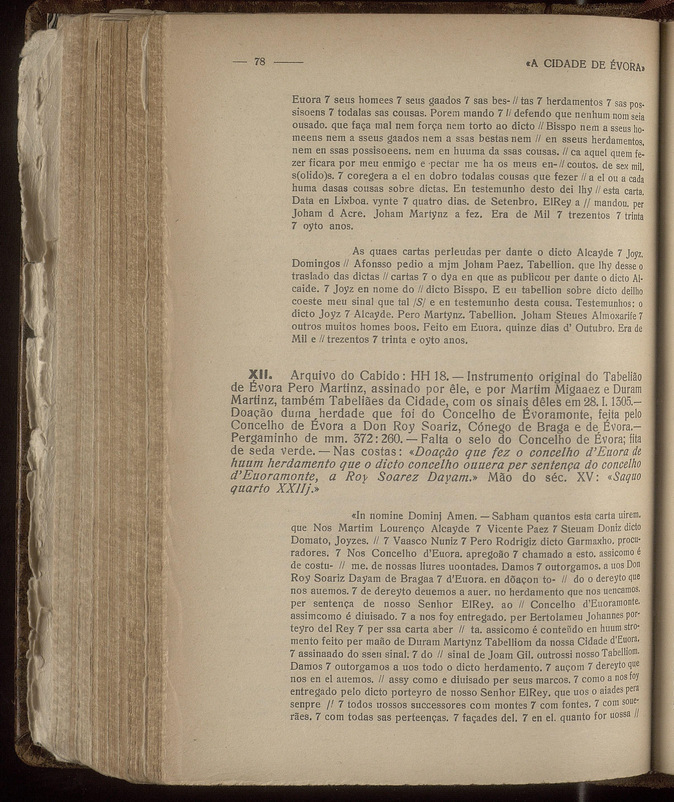 — 78 —
«A CIDADE DE ÉVORA»
Euora 7 seus homees 7 seus gaados 7 sas bes- // tas 7 herdamentos 7 sas pos-
sisoens 7 todalas sas cousas. Porem mando 7 // defendo que nenhum nom seia
ousado. que faça mal nem força nem torto ao dicto // Bisspo nem a sseus ho-
meens nem a sseus gaados nem a ssas bestas nem // en sseus herdamentos.
nem en ssas possisoeens. nem en huuma da ssas cousas. // ca aquel quem fe-
zer ficara por meu enmigo e pectar me ha os meus en- // coutos. de sex mil.
s(olido)s. 7 coregera a el en dobro todalas cousas que fezer // a el ou a cada
huma dasas cousas sobre dictas. En testemunho desto dei lhy // esta carta.
Data en Lixboa. vynte 7 quatro dias. de Setenbro. ElRey a // mandou. per
Joham d Acre. Joham Martynz a fez. Era de Mil 7 trezentos 7 trinta
7 oyto anos.
As quaes cartas perleudas per dante o dicto Alcayde 7 Joyz.
Domingos // Afonsso pedio a mjm Joham Paez. Tabellion. que lhy desse o
traslado das dictas // cartas 7 o dya en que as publicou per dante o dicto Al-
caide. 7 Joyz en nome do // dicto Bisspo. E eu tabellion sobre dicto deilho
coeste meu sinal que tal /S/ e en testemunho desta cousa. Testemunhos: o
dicto Joyz 7 Alcayde. Pero Martynz. Tabellion. Joham Steues Almoxarife 7
outros muitos homes boos. Feito em Euora. quinze dias d' Outubro. Era de
Mil e // trezentos 7 trinta e oyto anos.
XII. Arquivo do Cabido: HH 18. — Instrumento original do Tabelião
de Évora Pero Martinz, assinado por êle, e por Martim Migaaez e Duram
Martinz, também Tabeliães da Cidade, com os sinais dêles em 28. I. 1305.—
Doação duma herdade que foi do Concelho de Évoramonte, feita pelo
Concelho de Évora a Don Roy Soariz, Cónego de Braga e de Évora.—
Pergaminho de mm. 372: 260. — Falta o selo do Concelho de Évora; fita
de seda verde. — Nas costas: «Doação que fez o concelho d'Euora de
huum herdamento que o dicto concelho ouuera per sentença do concelho
d'Euoramonte, a Roy Soarez Dayam.» Mão do séc. XV: «Saquo
quarto XXIIj.»
«In nomine Dominj Amen. — Sabham quantos esta carta uirem.
que Nos Martim Lourenço Alcayde 7 Vicente Paez 7 Steuam Doniz dicto
Domato, Joyzes. // 7 Vaasco Nuniz 7 Pero Rodrigiz dicto Garmaxho. procu-
radores. 7 Nos Concelho d'Euora. apregoão 7 chamado a esto. assicomo é
de costu- // me. de nossas liures uoontades. Damos 7 outorgamos. a uos Don
Roy Soariz Dayam de Bragaa 7 d'Euora. en dõaçon to- // do o dereyto que
nos auemos. 7 de dereyto deuemos a auer. no herdamento que nos uencamos.
per sentença de nosso Senhor ElRey. ao // Concelho d'Euoramonte.
assimcomo é diuisado. 7 a nos foy entregado. per Bertolameu Johannes por-
teyro del Rey 7 per ssa carta aber // ta. assicomo é conteŭdo en huum stro-
mento feito per maão de Duram Martynz Tabelliom da nossa Cidade d'Euora.
7 assinaado do ssen sinal. 7 do // sinal de Joam Gil. outrossi nosso Tabelliom.
Damos 7 outorgamos a uos todo o dicto herdamento. 7 auçom 7 dereyto que
nos en el auemos. // assy como e diuisado per seus marcos. 7 como a nos foy
entregado pelo dicto porteyro de nosso Senhor ElRey. que uos o aiades pera
senpre // 7 todos uossos successores com montes 7 com fontes. 7 com soue-
rães. 7 com todas sas perteenças. 7 façades del. 7 en el. quanto for uossa //